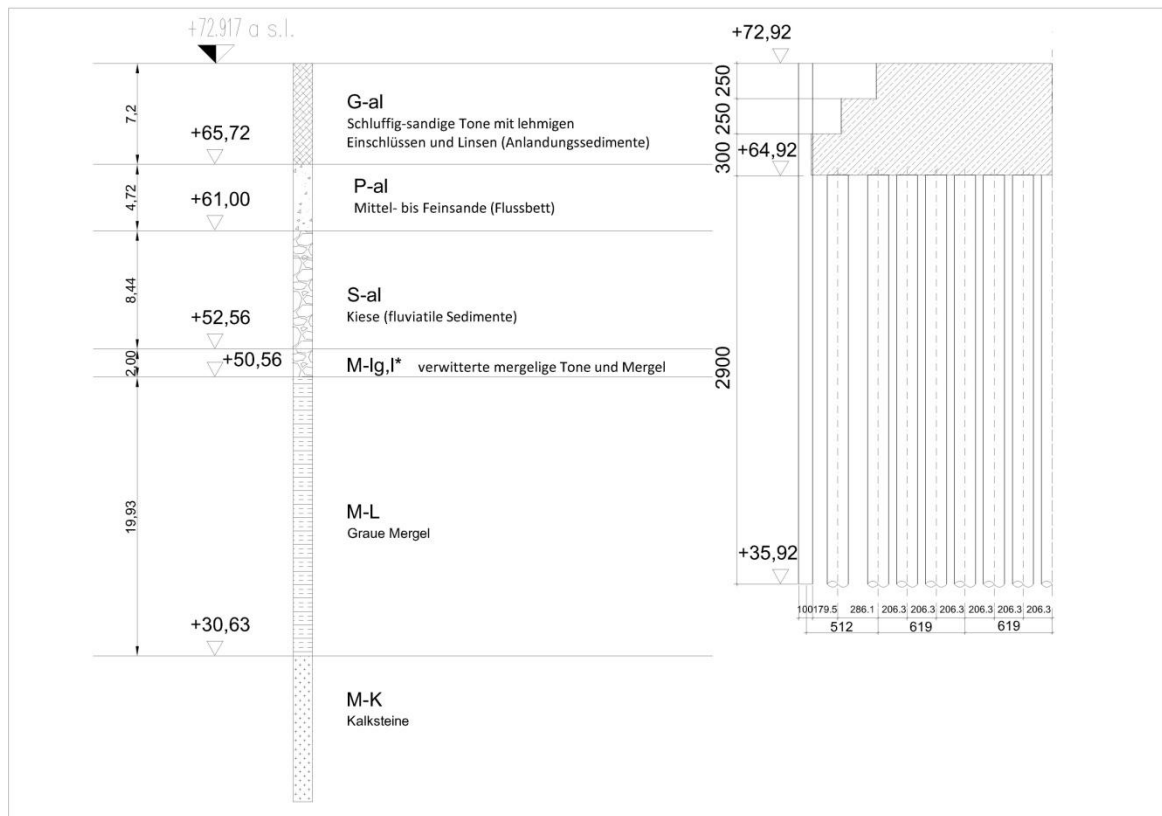 +72.917 a s.l.
7,2
G-al
Schluffig-sandige Tone mit lehmigen
Einschlüssen und Linsen (Anlandungssedimente)
+65,72
4,72
P-al
Mittel- bis Feinsande (Flussbett)
+61,00
8,44
S-al
Kiese (fluviatile Sedimente)
+52,56
2,00
+50,56
M-lg,l* verwitterte mergelige Tone und Mergel
19,93
M-L
Graue Mergel
+30,63
M-K
Kalksteine
+72,92
250
250
300
+64,92
2900
+35,92
100 179.5 286.1 206.3 206.3 206.3 206.3 206.3 206.3
512 619 619